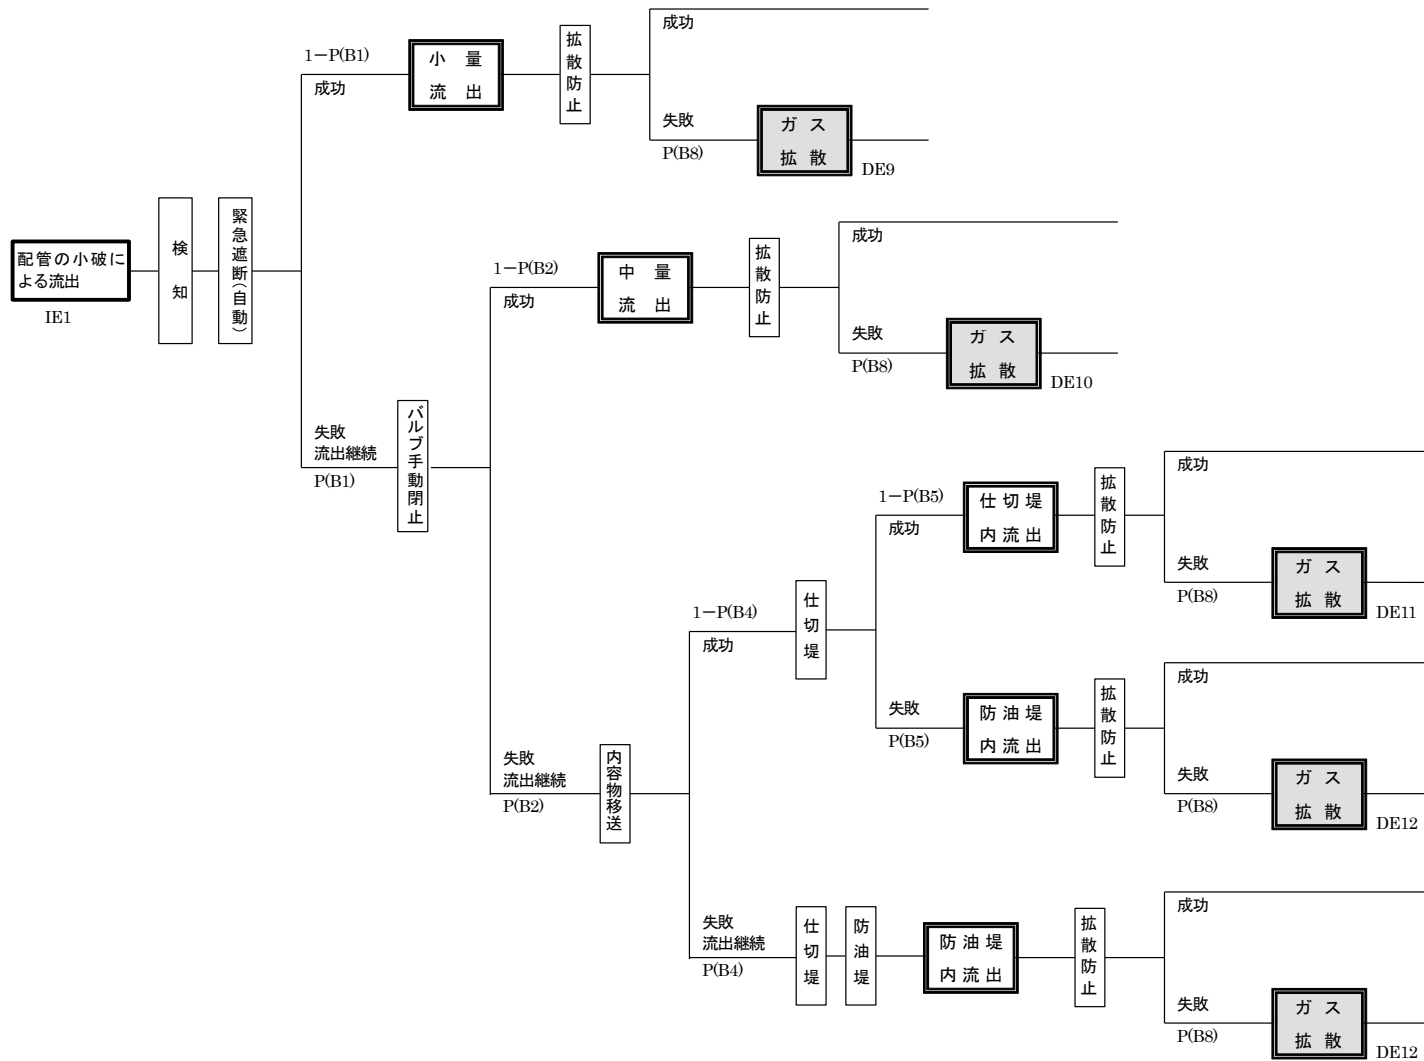 配管の小破に
よる流出
IE1
検知
緊急遮断(自動)
1−P(B1)
成功
小量
流出
拡散防止
成功
失敗
P(B8)
ガス
拡散
DE9
失敗
流出継続
P(B1)
バルブ手動閉止
1−P(B2)
成功
中量
流出
拡散防止
成功
失敗
P(B8)
ガス
拡散
DE10
失敗
流出継続
P(B2)
内容物移送
1−P(B4)
成功
仕切堤
1−P(B5)
成功
仕切堤
内流出
拡散防止
成功
失敗
P(B8)
ガス
拡散
DE11
失敗
P(B5)
防油堤
内流出
拡散防止
成功
失敗
P(B8)
ガス
拡散
DE12
失敗
流出継続
P(B4)
仕切堤
防油堤
防油堤
内流出
拡散防止
成功
失敗
P(B8)
ガス
拡散
DE12